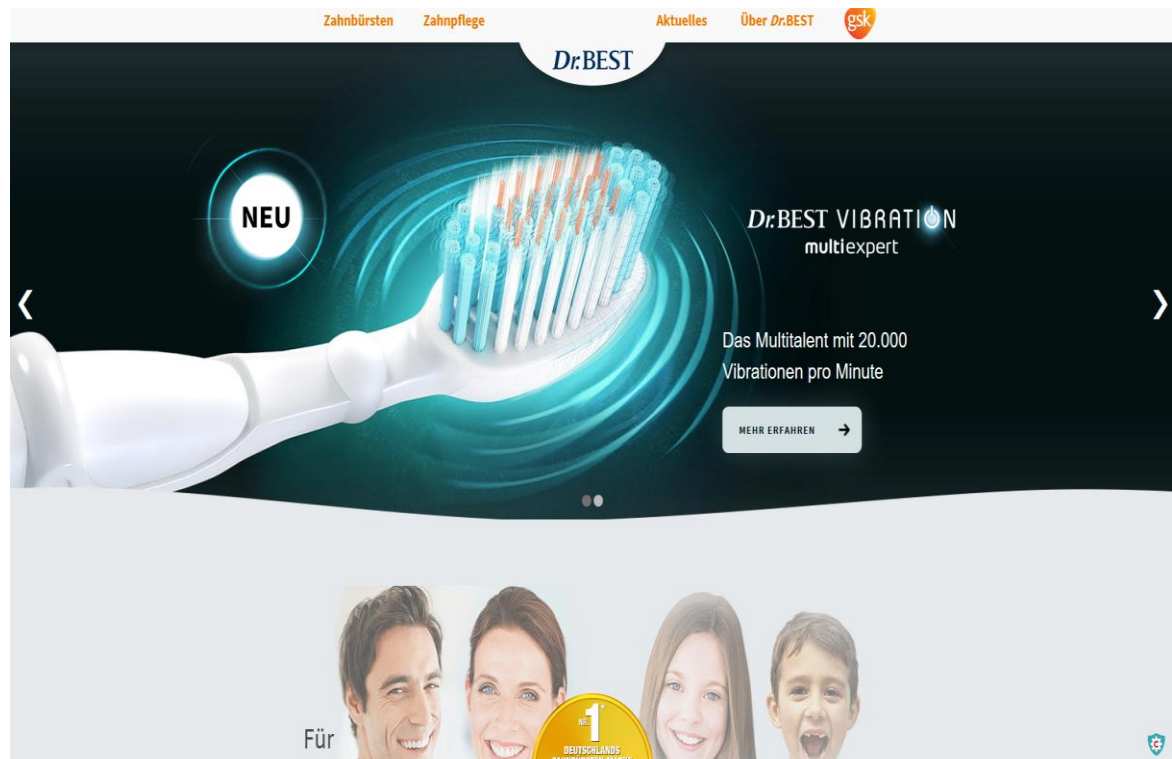 Zahnbürsten Zahnpflege Aktuelles Über Dr.BEST gsk
Dr.BEST
NEU
Dr.BEST VIBRATION
multiexpert
Das Multitalent mit 20.000
Vibrationen pro Minute
MEHR ERFAHREN
Für
NR. 1*
DEUTSCHLANDS